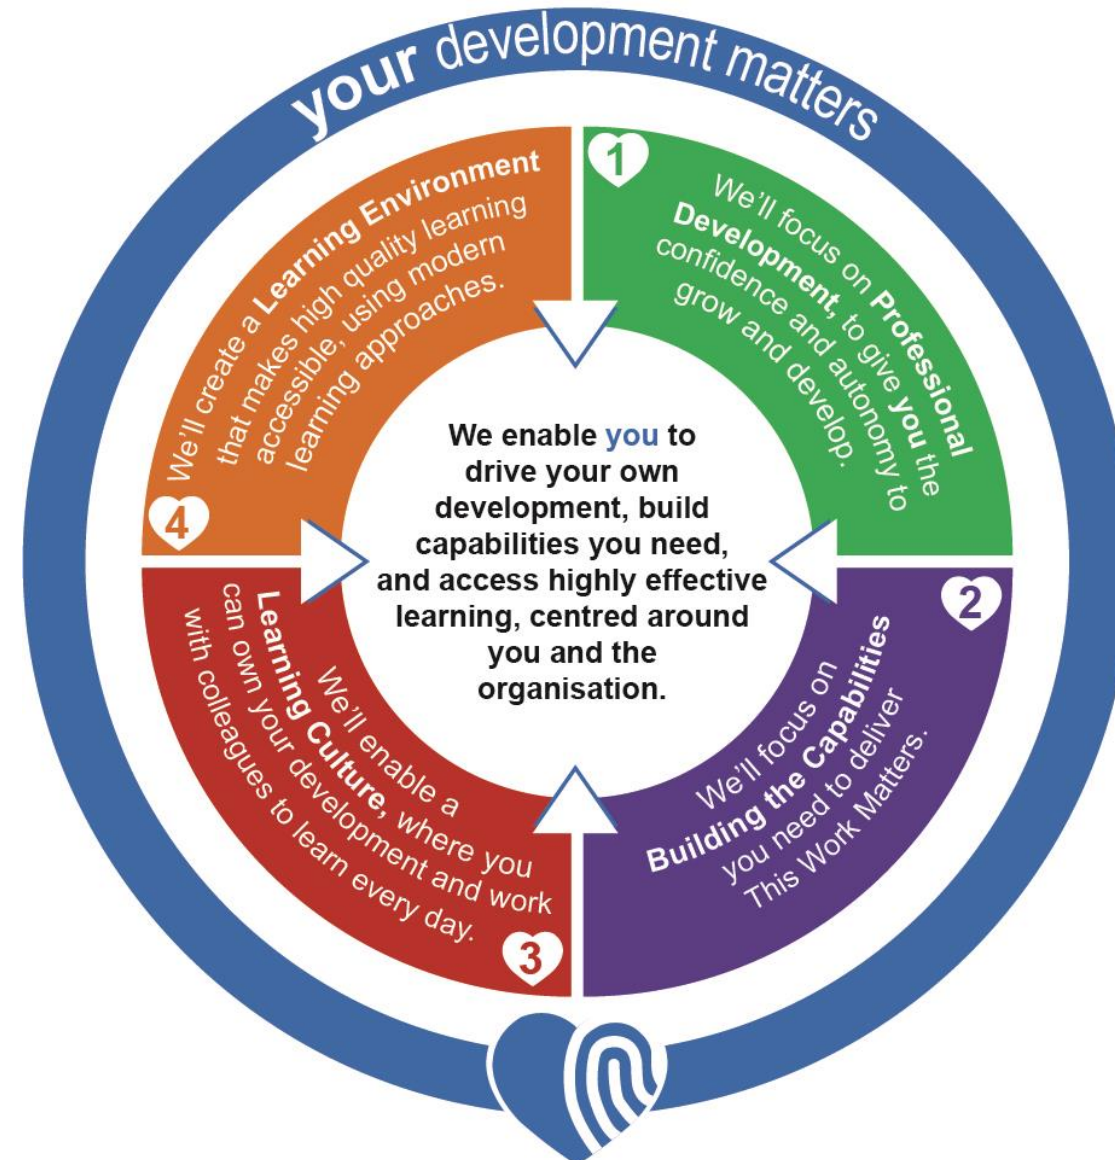 your development matters
1
We'll focus on Professional
Development, to give you the
confidence and autonomy to
grow and develop.
2
We'll focus on
Building the Capabilities
you need to deliver
This Work Matters.
3
We'll enable a
Learning Culture, where you
can own your development and work
with colleagues to learn every day.
4
We'll create a Learning Environment
that makes high quality learning
accessible, using modern
learning approaches.
We enable you to
drive your own
development, build
capabilities you need,
and access highly effective
learning, centred around
you and the
organisation.